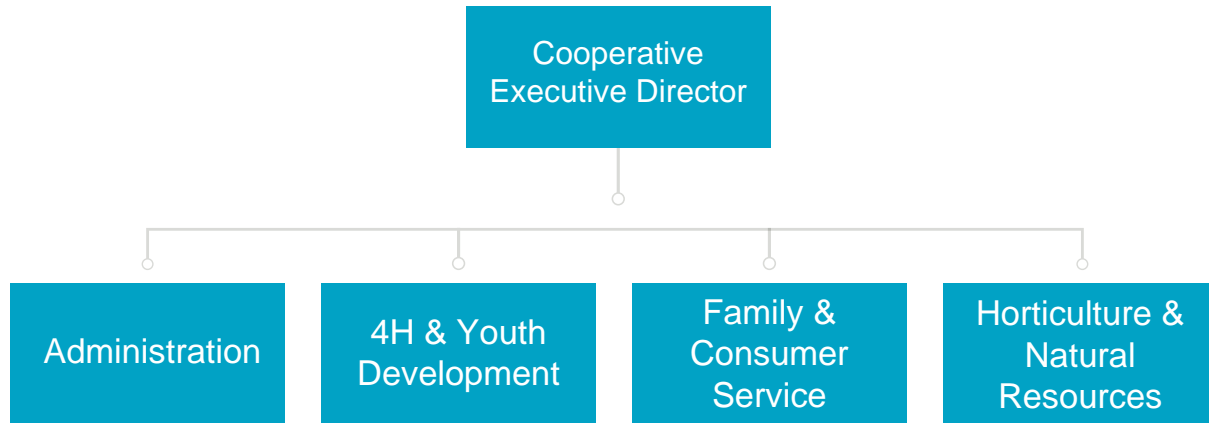 Cooperative
Executive Director
Administration
4H & Youth
Development
Family &
Consumer
Service
Horticulture &
Natural
Resources